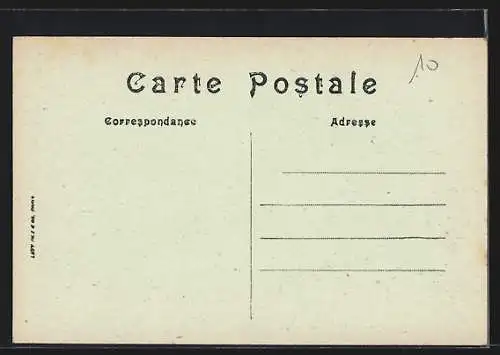 10
Carte Postale
Correspondance
Adresse